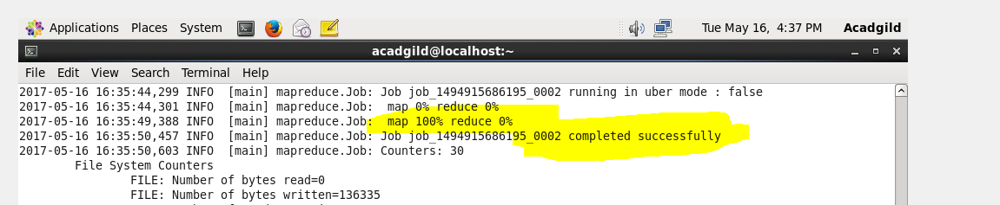 Applications Places System Tue May 16, 4:37 PM Acadgild
acadgild@localhost:~
File Edit View Search Terminal Help
2017-05-16 16:35:44,299 INFO  [main] mapreduce.Job: Job job_1494915686195_0002 running in uber mode : false
2017-05-16 16:35:44,301 INFO  [main] mapreduce.Job:  map 0% reduce 0%
2017-05-16 16:35:49,388 INFO  [main] mapreduce.Job:  map 100% reduce 0%
2017-05-16 16:35:50,457 INFO  [main] mapreduce.Job: Job job_1494915686195_0002 completed successfully
2017-05-16 16:35:50,603 INFO  [main] mapreduce.Job: Counters: 30
File System Counters
FILE: Number of bytes read=0
FILE: Number of bytes written=136335